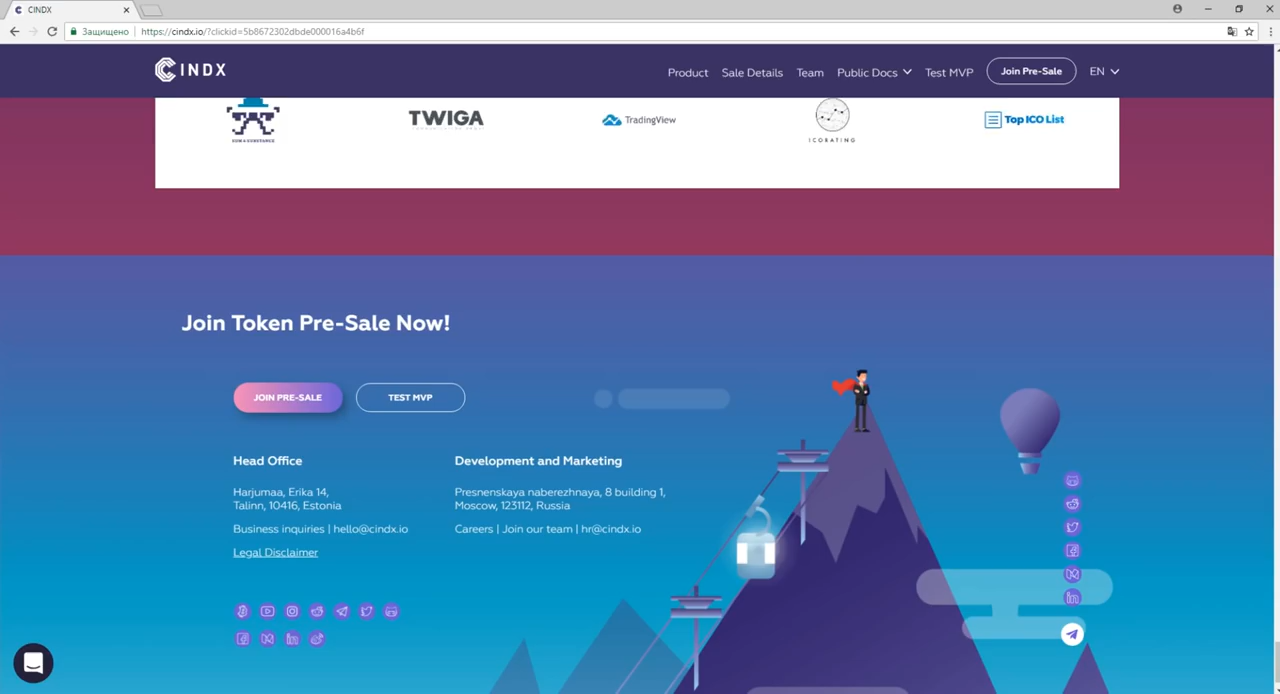 CINDX
Защищено
https://cindx.io/?clickid=5b8672302dbde000016a4b6f
CINDX
Product
Sale Details
Team
Public Docs
Test MVP
Join Pre-Sale
EN
TWIGA
TradingView
ICORATING
Top ICO List
Join Token Pre-Sale Now!
JOIN PRE-SALE
TEST MVP
Head Office
Harjumaa, Erika 14,
Talinn, 10416, Estonia
Business inquiries | hello@cindx.io
Legal Disclaimer
Development and Marketing
Presnenskaya naberezhnaya, 8 building 1,
Moscow, 123112, Russia
Careers | Join our team | hr@cindx.io